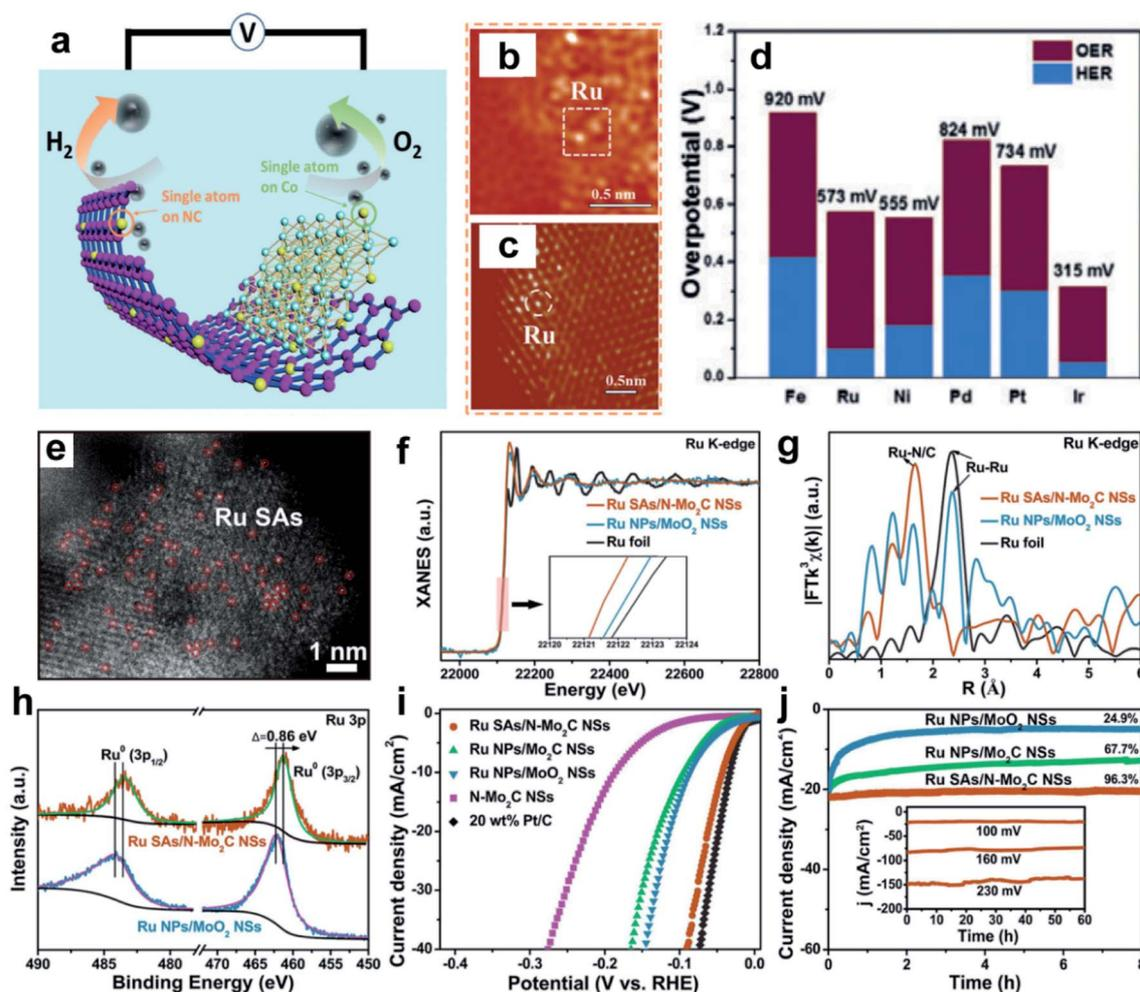 a
V
H₂
O₂
Single atom
on NC
Single atom
on Co
b
Ru
0.5 nm
c
Ru
0.5nm
d
OER
HER
Overpotential (V)
1.2
0.9
0.6
0.4
0.2
0.0
920 mV
573 mV
555 mV
824 mV
734 mV
315 mV
Fe Ru Ni Pd Pt Ir
e
Ru SAs
1 nm
f
Ru K-edge
XANES (a.u.)
Ru SAs/N-Mo₂C NSs
Ru NPs/MoO₂ NSs
Ru foil
22120 22121 22122 22123 22124
22000 22200 22400 22600 22800
Energy (eV)
g
Ru K-edge
|FTk³χ(k)| (a.u.)
Ru-N/C
Ru-Ru
Ru SAs/N-Mo₂C NSs
Ru NPs/MoO₂ NSs
Ru foil
0 1 2 3 4 5 6
R (Å)
h
Ru 3p
Intensity (a.u.)
Δ=0.86 eV
Ru⁰ (3p₁/₂)
Ru⁰ (3p₃/₂)
Ru SAs/N-Mo₂C NSs
Ru NPs/MoO₂ NSs
490 484 480 470 465 460 455 450
Binding Energy (eV)
i
Current density (mA/cm²)
0
-10
-20
-30
-40
Ru SAs/N-Mo₂C NSs
Ru NPs/Mo₂C NSs
Ru NPs/MoO₂ NSs
N-Mo₂C NSs
20 wt% Pt/C
-0.4 -0.3 -0.2 -0.1 0.0
Potential (V vs. RHE)
j
Current density (mA/cm²)
0
-20
-40
-60
Ru NPs/MoO₂ NSs 24.9%
Ru NPs/Mo₂C NSs 67.7%
Ru SAs/N-Mo₂C NSs 96.3%
j (mA/cm²)
0
-50
-100
-150
-200
100 mV
160 mV
230 mV
0 10 20 30 40 50 60
Time (h)
0 2 4 6 8
Time (h)